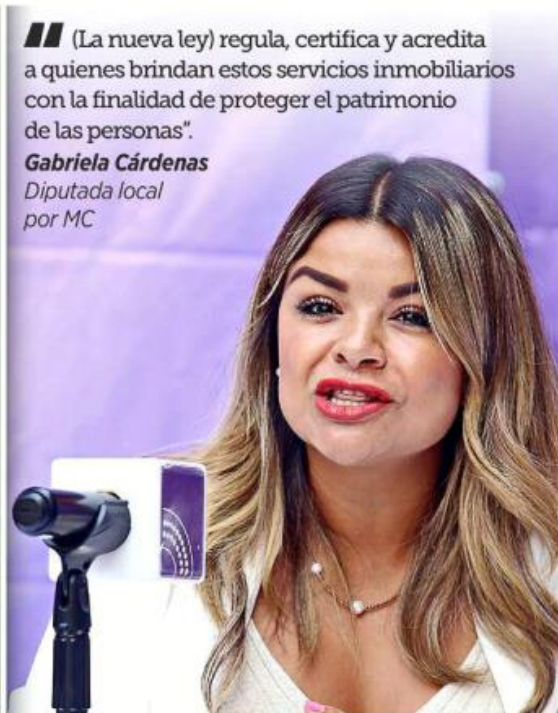 (La nueva ley) regula, certifica y acredita
a quienes brindan estos servicios inmobiliarios
con la finalidad de proteger el patrimonio
de las personas".
Gabriela Cárdenas
Diputada local
por MC